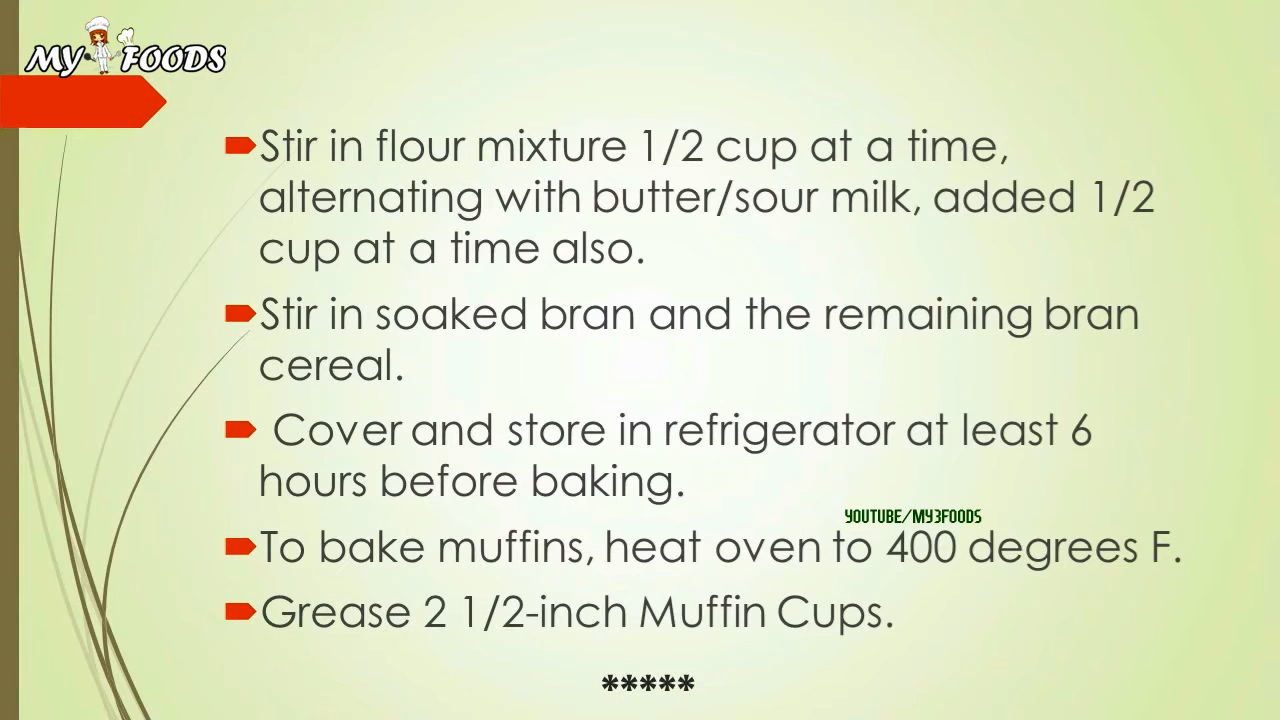 MY FOODS
Stir in flour mixture 1/2 cup at a time,
alternating with butter/sour milk, added 1/2
cup at a time also.
Stir in soaked bran and the remaining bran
cereal.
Cover and store in refrigerator at least 6
hours before baking.
YOUTUBE/MY3FOODS
To bake muffins, heat oven to 400 degrees F.
Grease 2 1/2-inch Muffin Cups.
*****